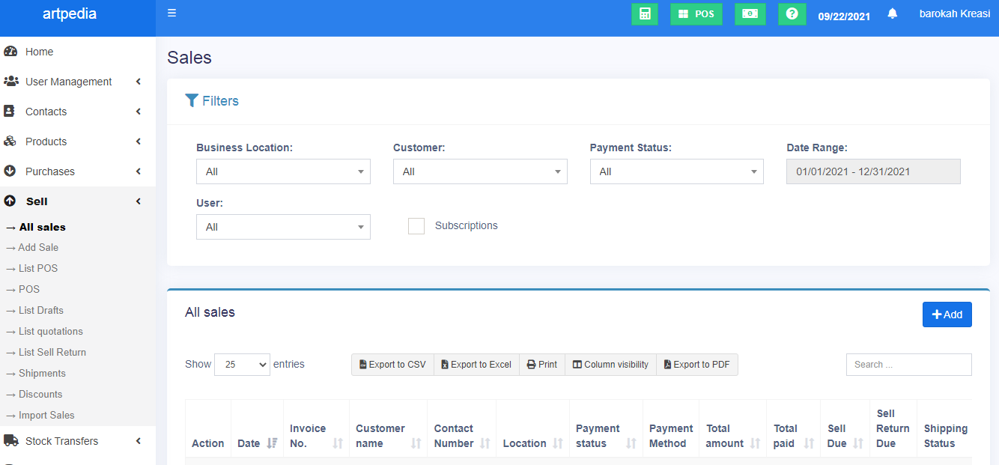 artpedia
POS
09/22/2021
barokah Kreasi
Home
User Management
Contacts
Products
Purchases
Sell
→ All sales
→ Add Sale
→ List POS
→ POS
→ List Drafts
→ List quotations
→ List Sell Return
→ Shipments
→ Discounts
→ Import Sales
Stock Transfers
Sales
Filters
Business Location:
All
Customer:
All
Payment Status:
All
Date Range:
01/01/2021 - 12/31/2021
User:
All
Subscriptions
All sales
Add
Show 25 entries
Export to CSV
Export to Excel
Print
Column visibility
Export to PDF
Search ...
Action
Date
Invoice
No.
Customer
name
Contact
Number
Location
Payment
status
Payment
Method
Total
amount
Total
paid
Sell
Due
Sell
Return
Due
Shipping
Status